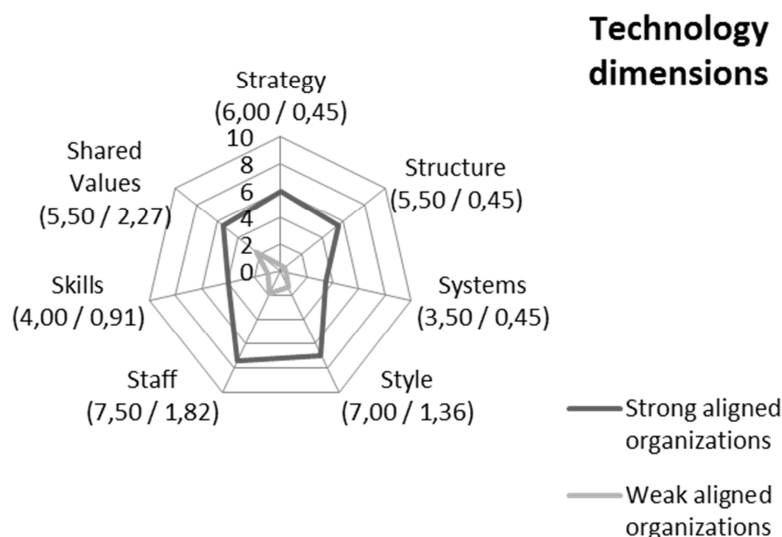 Technology
dimensions
Strategy
(6,00 / 0,45)
Structure
(5,50 / 0,45)
Systems
(3,50 / 0,45)
Style
(7,00 / 1,36)
Staff
(7,50 / 1,82)
Skills
(4,00 / 0,91)
Shared
Values
(5,50 / 2,27)
10
8
6
4
2
0
Strong aligned
organizations
Weak aligned
organizations